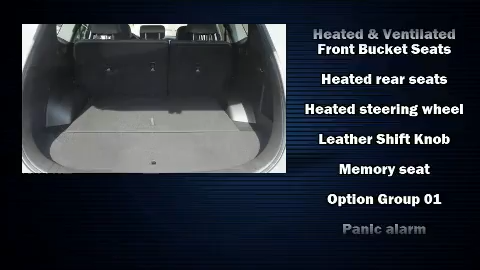 Heated & Ventilated
Front Bucket Seats
Heated rear seats
Heated steering wheel
Leather Shift Knob
Memory seat
Option Group 01
Panic alarm